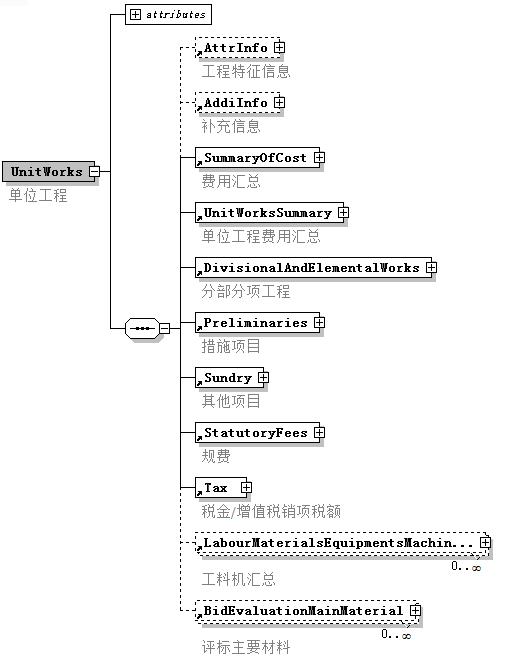 attributes
AttrInfo
工程特征信息
AddiInfo
补充信息
UnitWorks
单位工程
SummaryOfCost
费用汇总
UnitWorksSummary
单位工程费用汇总
DivisionalAndElementalWorks
分部分项工程
Preliminaries
措施项目
Sundry
其他项目
StatutoryFees
规费
Tax
税金/增值税销项税额
LabourMaterialsEquipmentsMachin...
0..∞
工料机汇总
BidEvaluationMainMaterial
0..∞
评标主要材料